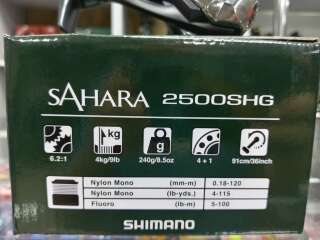 SAHARA 2500SHG
kg
g
6.2:1 4kg/9lb 240g/8.5oz 4 + 1 91cm/36inch
Nylon Mono (mm-m) 0.18-120
Nylon Mono (lb-yds.) 4-115
Fluoro (lb-m) 5-100
SHIMANO